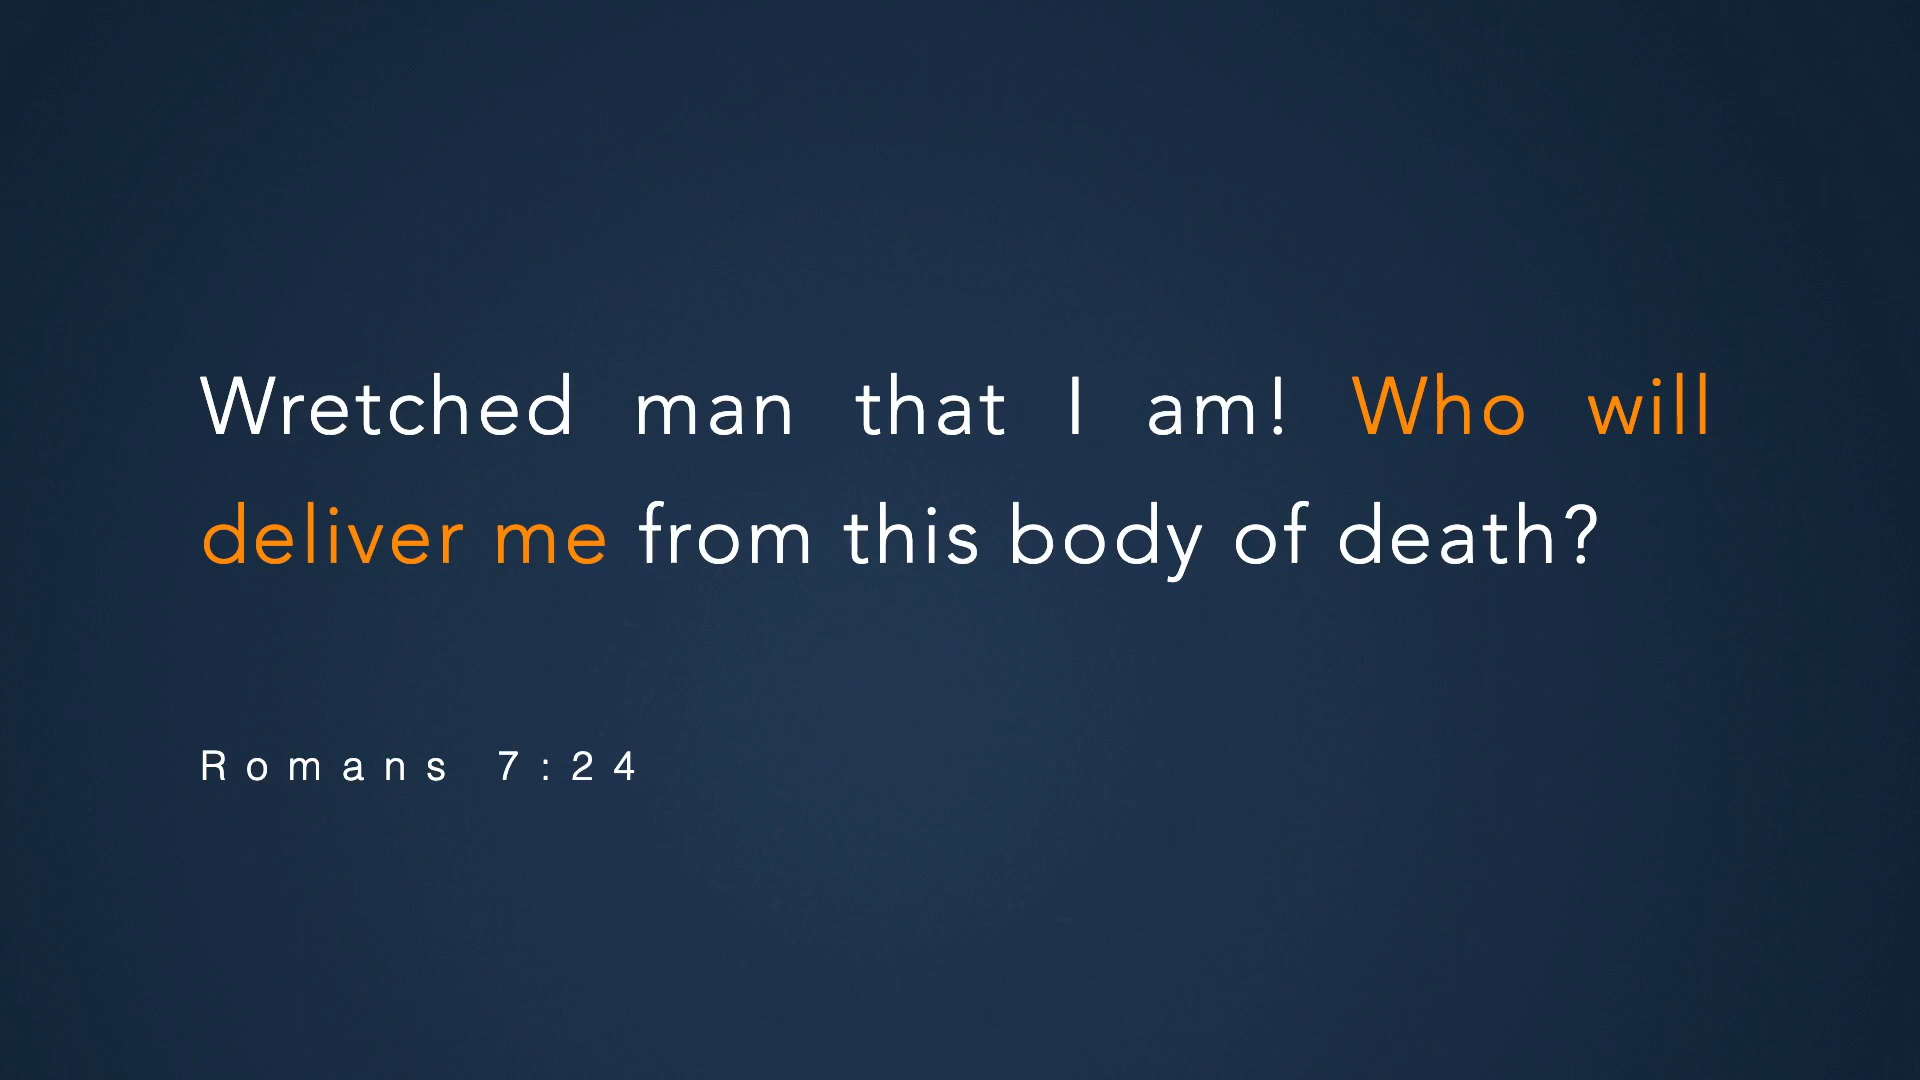 Wretched man that I am! Who will
deliver me from this body of death?
Romans 7:24